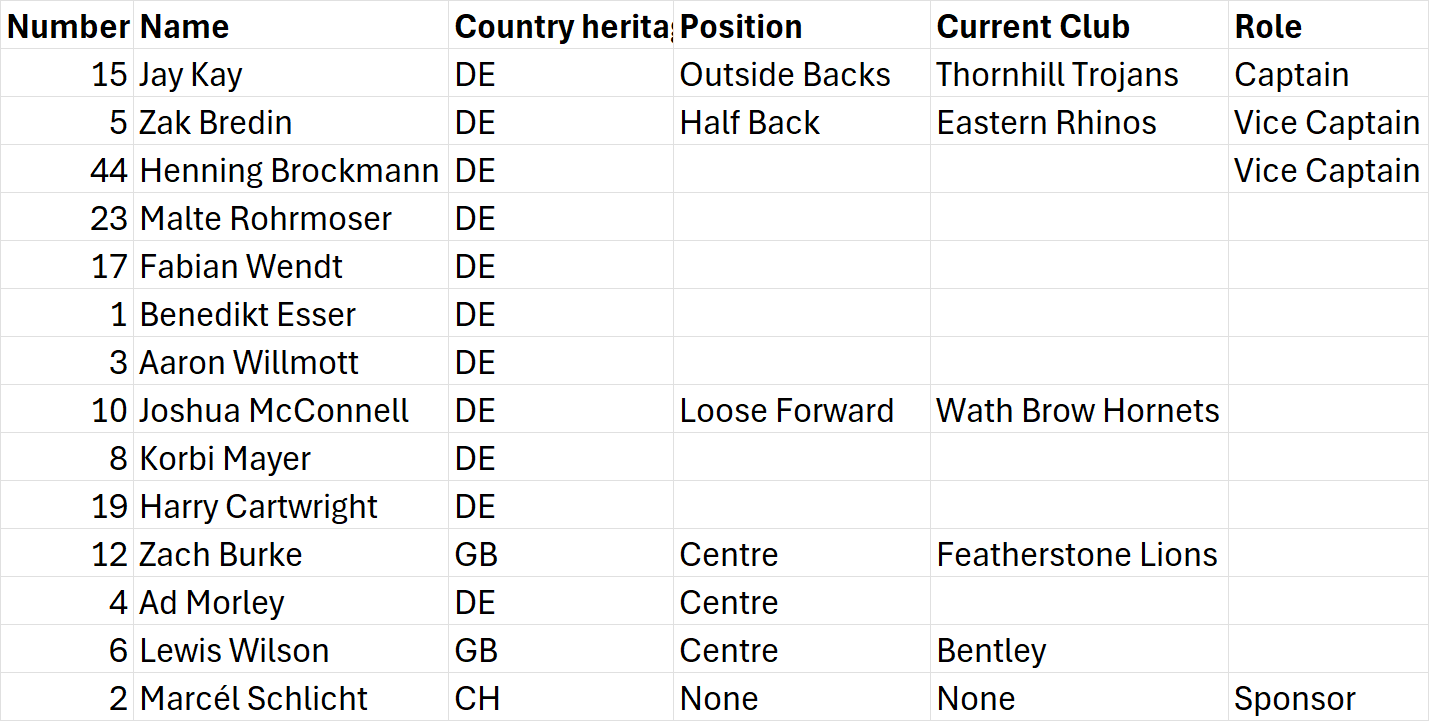 Number Name Country herita Position Current Club Role
15 Jay Kay DE Outside Backs Thornhill Trojans Captain
5 Zak Bredin DE Half Back Eastern Rhinos Vice Captain
44 Henning Brockmann DE Vice Captain
23 Malte Rohrmoser DE
17 Fabian Wendt DE
1 Benedikt Esser DE
3 Aaron Willmott DE
10 Joshua McConnell DE Loose Forward Wath Brow Hornets
8 Korbi Mayer DE
19 Harry Cartwright DE
12 Zach Burke GB Centre Featherstone Lions
4 Ad Morley DE Centre
6 Lewis Wilson GB Centre Bentley
2 Marcél Schlicht CH None None Sponsor